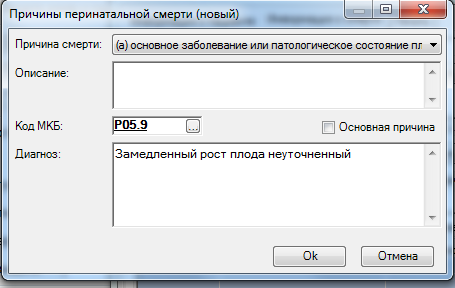 Причины перинатальной смерти (новый)
Причина смерти: (а) основное заболевание или патологическое состояние пл
Описание:
Код МКБ: P05.9 ... Основная причина
Диагноз: Замедленный рост плода неуточненный
Ok Отмена